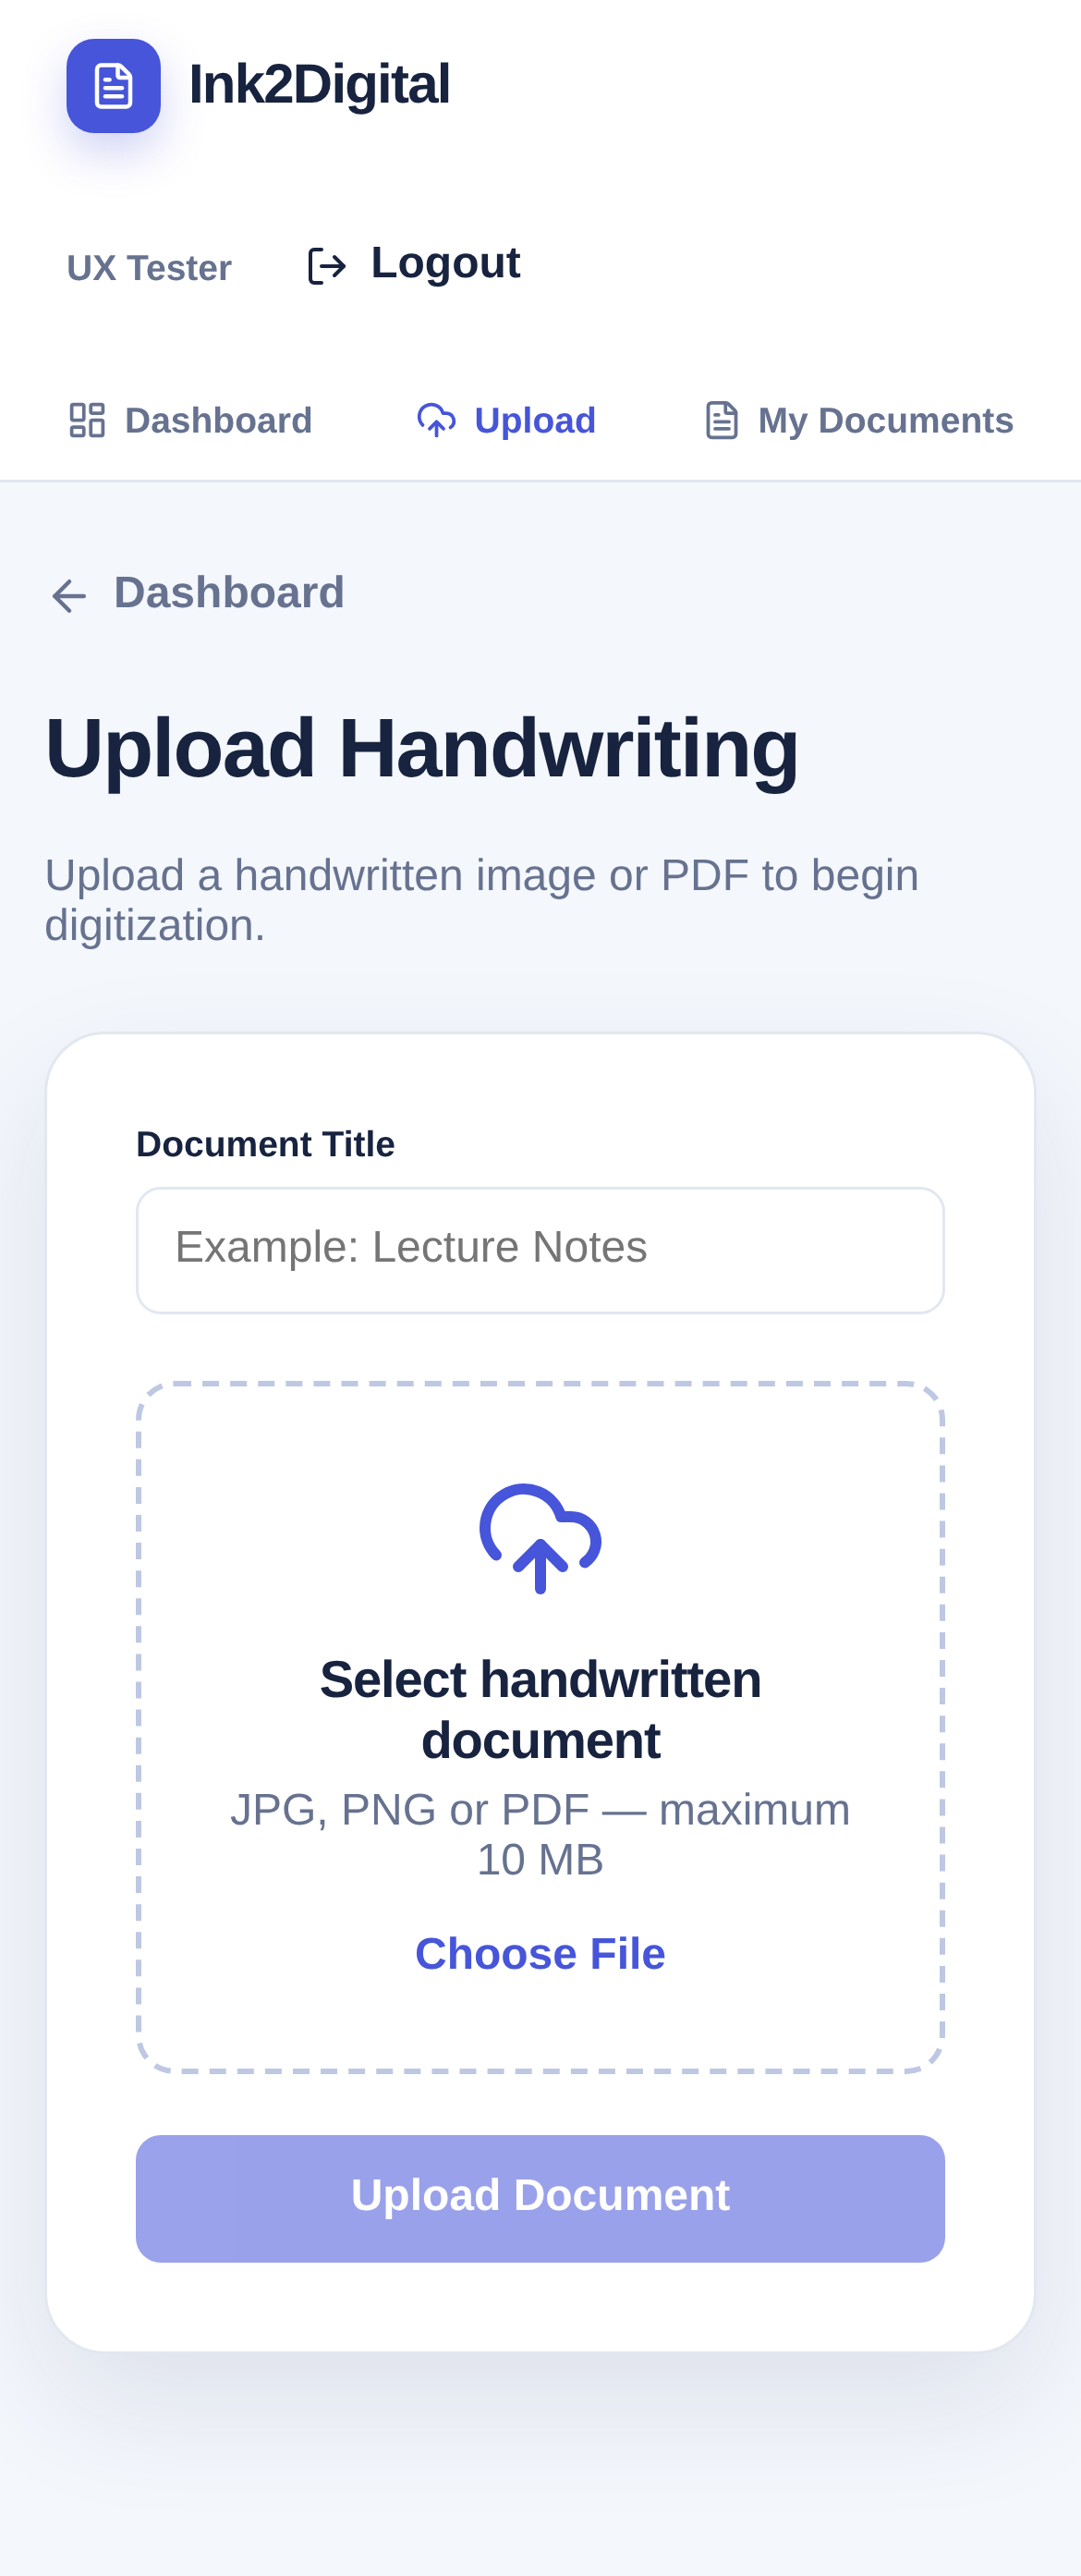 Ink2Digital
UX Tester Logout
Dashboard Upload My Documents
Dashboard
Upload Handwriting
Upload a handwritten image or PDF to begin
digitization.
Document Title
Example: Lecture Notes
Select handwritten
document
JPG, PNG or PDF — maximum
10 MB
Choose File
Upload Document